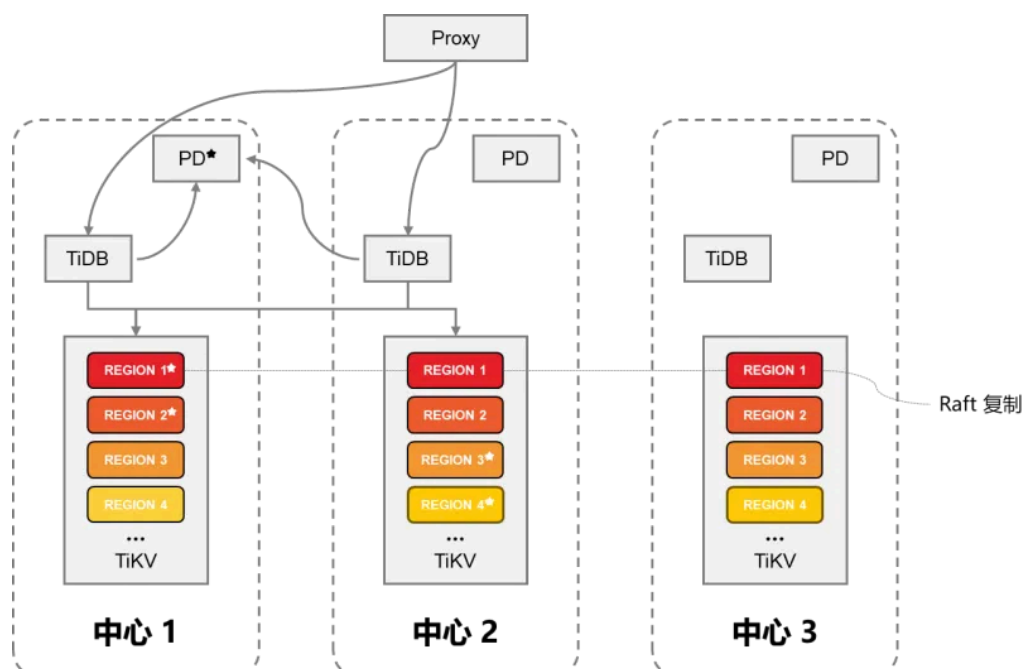 Proxy
PD★
PD
PD
TiDB
TiDB
TiDB
REGION 1★
REGION 2★
REGION 3
REGION 4
...
TiKV
REGION 1
REGION 2
REGION 3★
REGION 4★
...
TiKV
REGION 1
REGION 2
REGION 3
REGION 4
...
TiKV
Raft 复制
中心 1
中心 2
中心 3